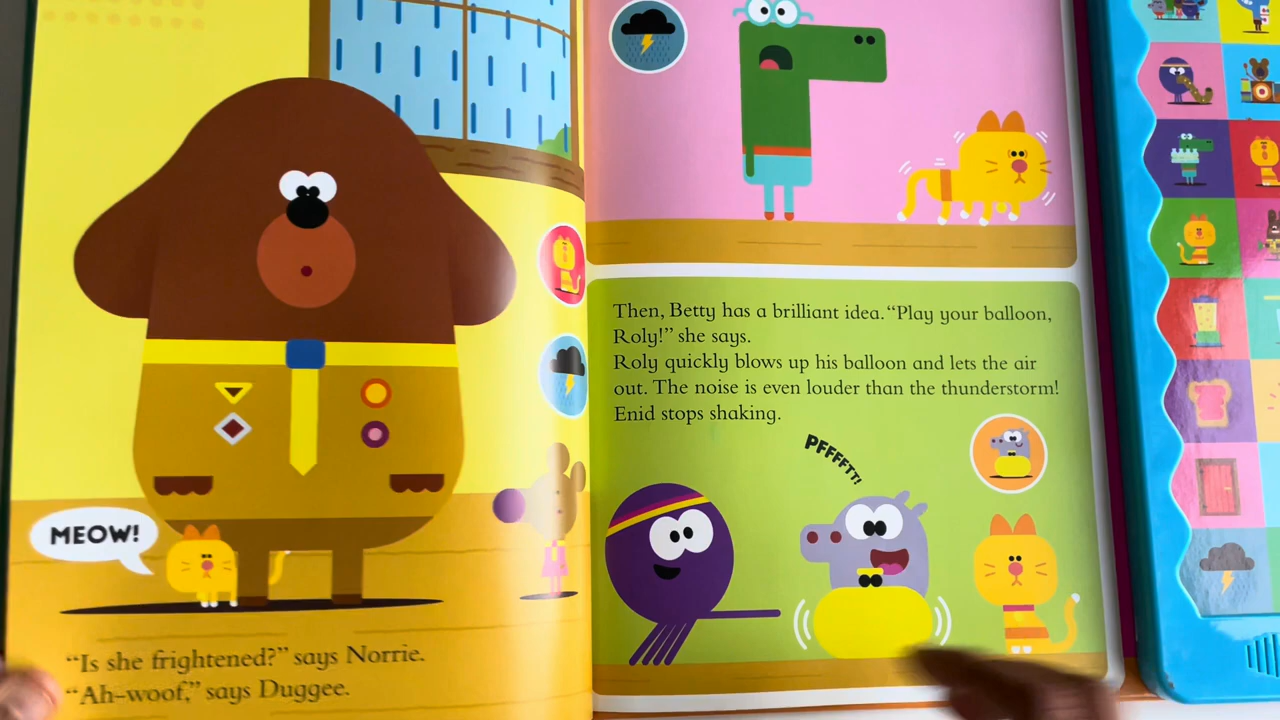 MEOW!
“Is she frightened?” says Norrie.
“Ah-woof,” says Duggee.
Then, Betty has a brilliant idea. “Play your balloon,
Roly!” she says.
Roly quickly blows up his balloon and lets the air
out. The noise is even louder than the thunderstorm!
Enid stops shaking.
PFFFFTT!